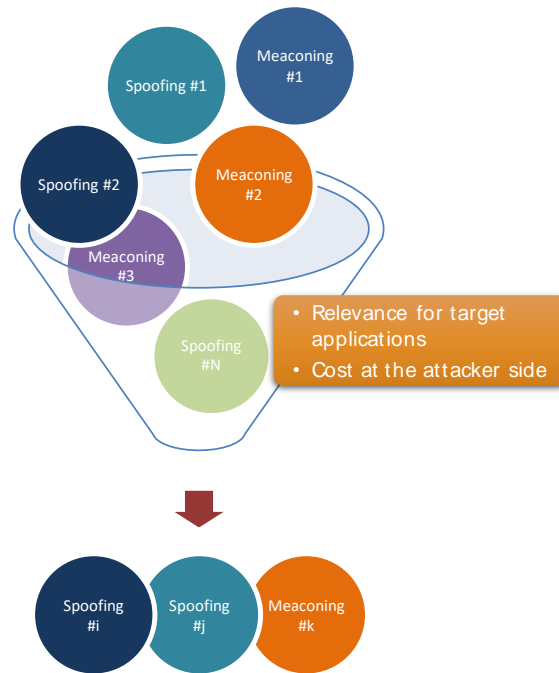 Meaconing
#1
Spoofing #1
Spoofing #2
Meaconing
#2
Meaconing
#3
Spoofing
#N
• Relevance for target
applications
• Cost at the attacker side
Spoofing
#i
Spoofing
#j
Meaconing
#k